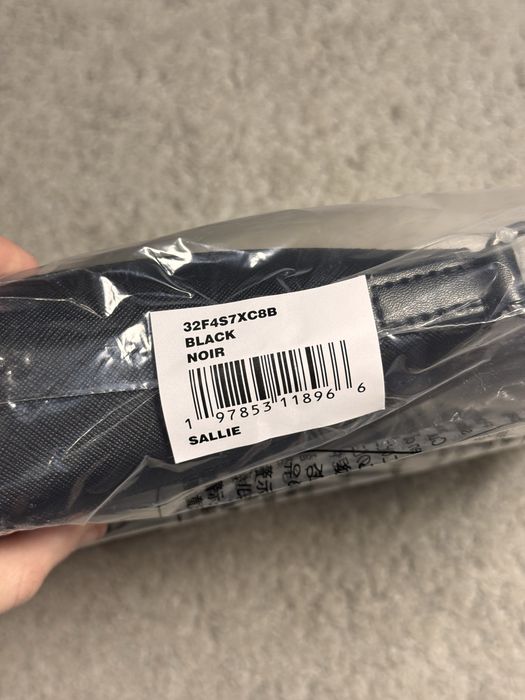 32F4S7XC8B
BLACK
NOIR
1 97853 11896 6
SALLIE